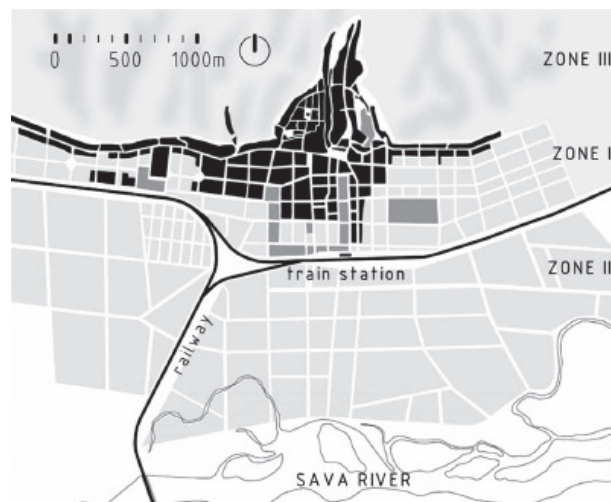 0 500 1000m
ZONE III
ZONE I
ZONE II
train station
railway
SAVA RIVER